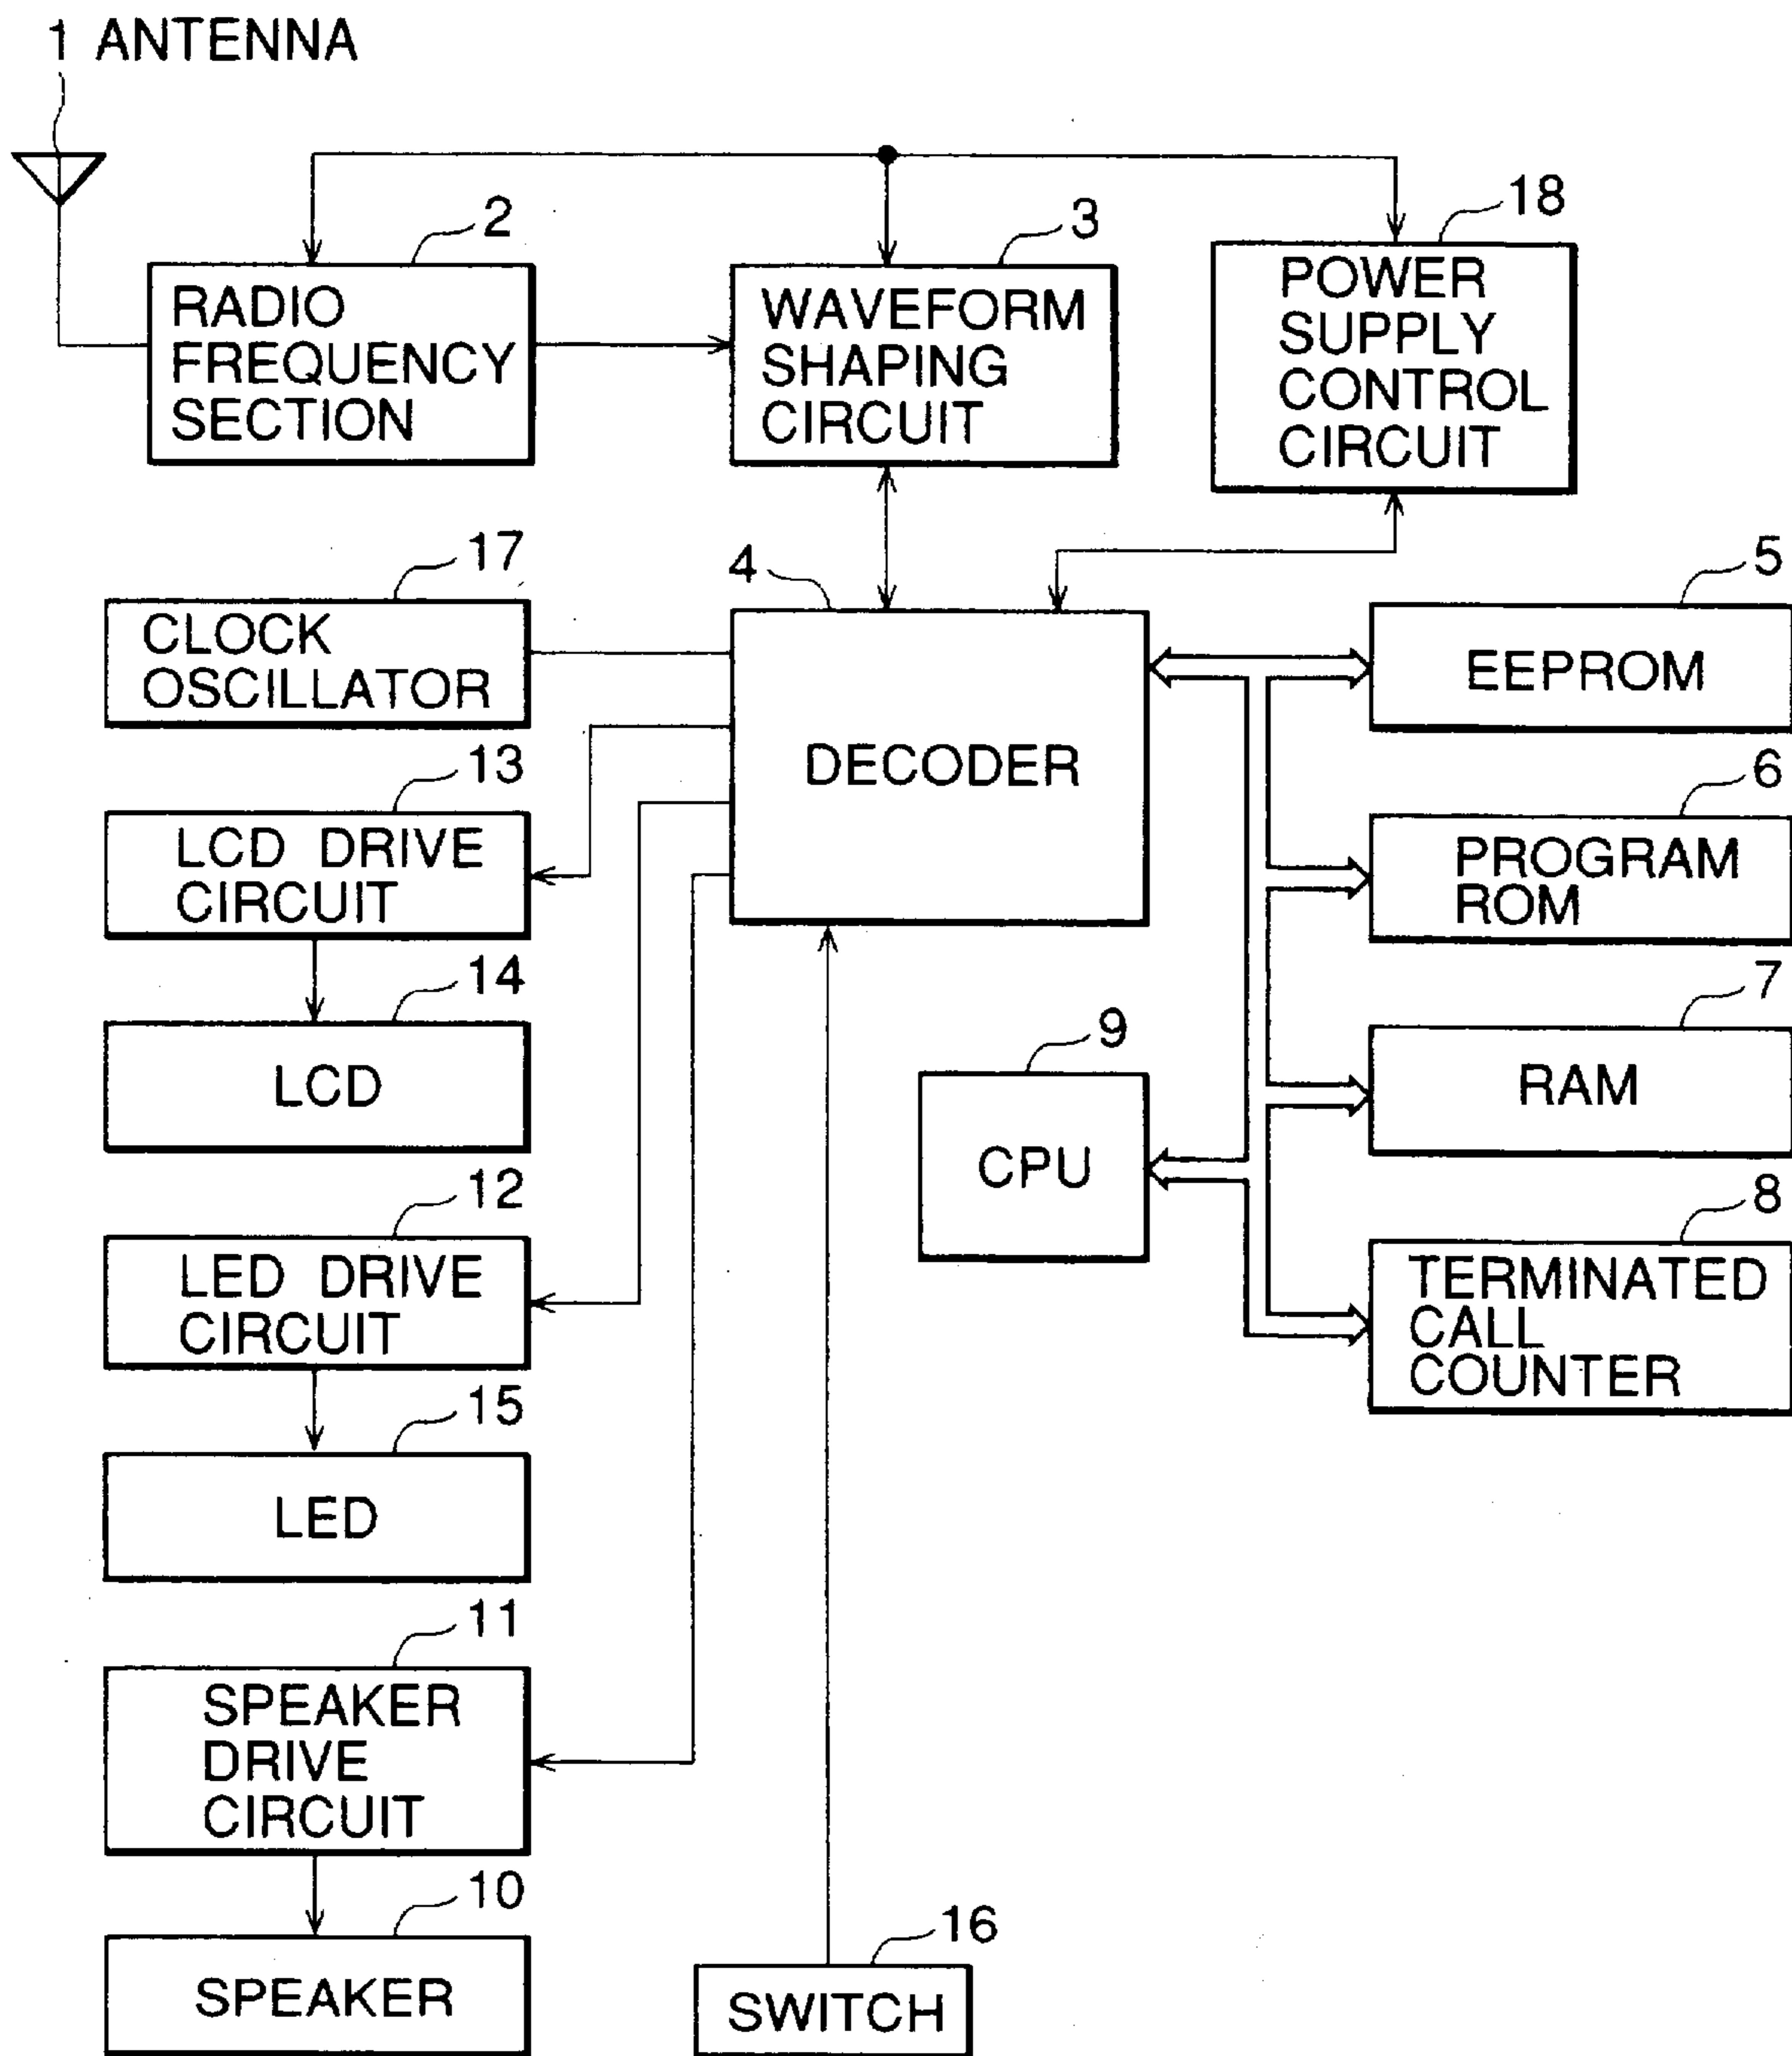 1 ANTENNA
2
RADIO
FREQUENCY
SECTION
3
WAVEFORM
SHAPING
CIRCUIT
18
POWER
SUPPLY
CONTROL
CIRCUIT
17
CLOCK
OSCILLATOR
4
DECODER
5
EEPROM
13
LCD DRIVE
CIRCUIT
6
PROGRAM
ROM
14
LCD
9
CPU
7
RAM
12
LED DRIVE
CIRCUIT
8
TERMINATED
CALL
COUNTER
15
LED
11
SPEAKER
DRIVE
CIRCUIT
10
SPEAKER
16
SWITCH